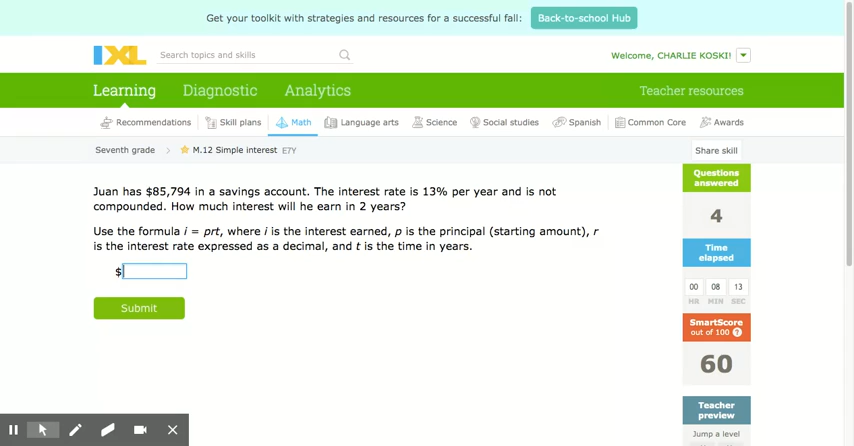 Get your toolkit with strategies and resources for a successful fall: Back-to-school Hub
IXL Search topics and skills Welcome, CHARLIE KOSKI!
Learning Diagnostic Analytics Teacher resources
Recommendations Skill plans Math Language arts Science Social studies Spanish Common Core Awards
Seventh grade > M.12 Simple interest E7Y Share skill
Juan has $85,794 in a savings account. The interest rate is 13% per year and is not
compounded. How much interest will he earn in 2 years?
Use the formula i = prt, where i is the interest earned, p is the principal (starting amount), r
is the interest rate expressed as a decimal, and t is the time in years.
$
Submit
Questions
answered
4
Time
elapsed
00 08 13
HR MIN SEC
SmartScore
out of 100 ?
60
Teacher
preview
Jump a level